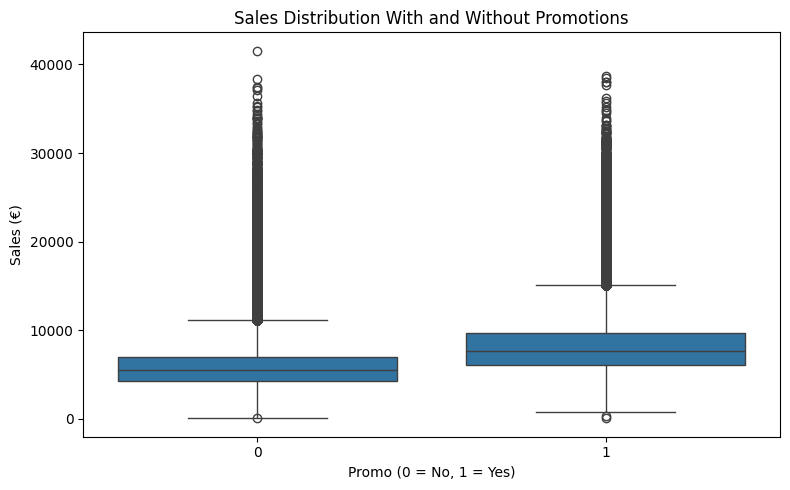 Sales Distribution With and Without Promotions
40000
30000
20000
10000
0
Sales (€)
0
1
Promo (0 = No, 1 = Yes)